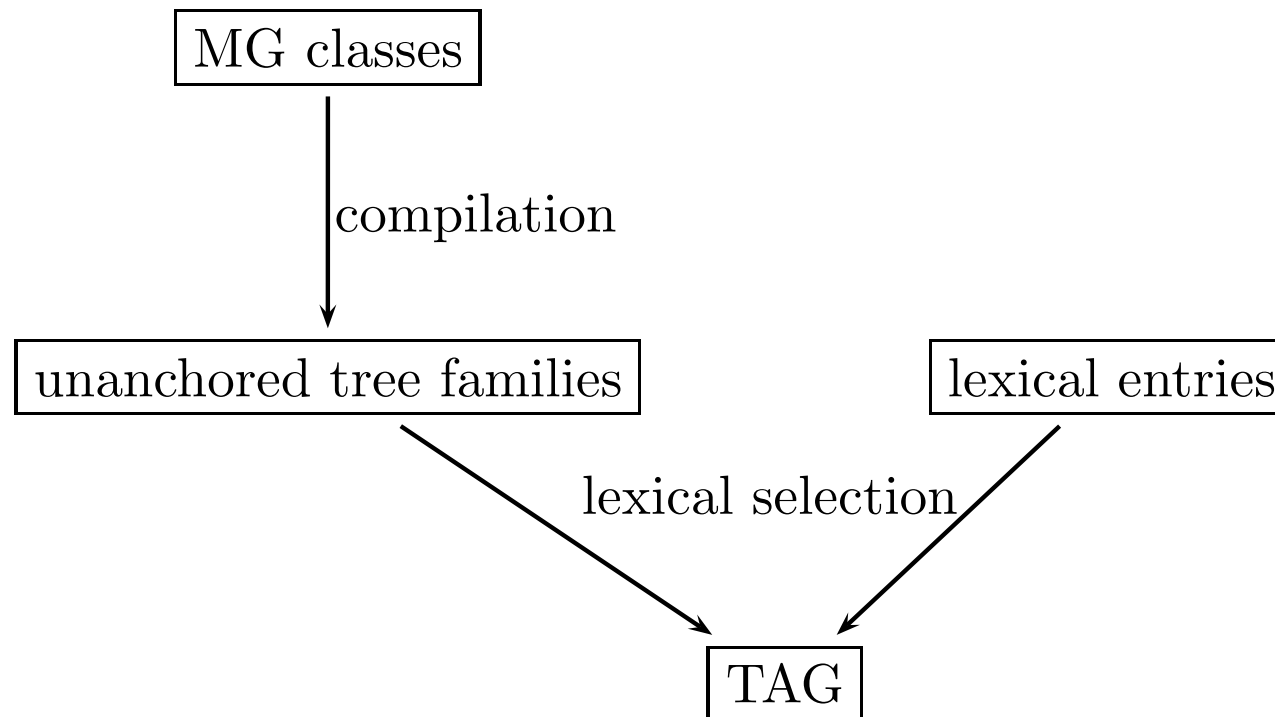 MG classes
compilation
unanchored tree families
lexical entries
lexical selection
TAG